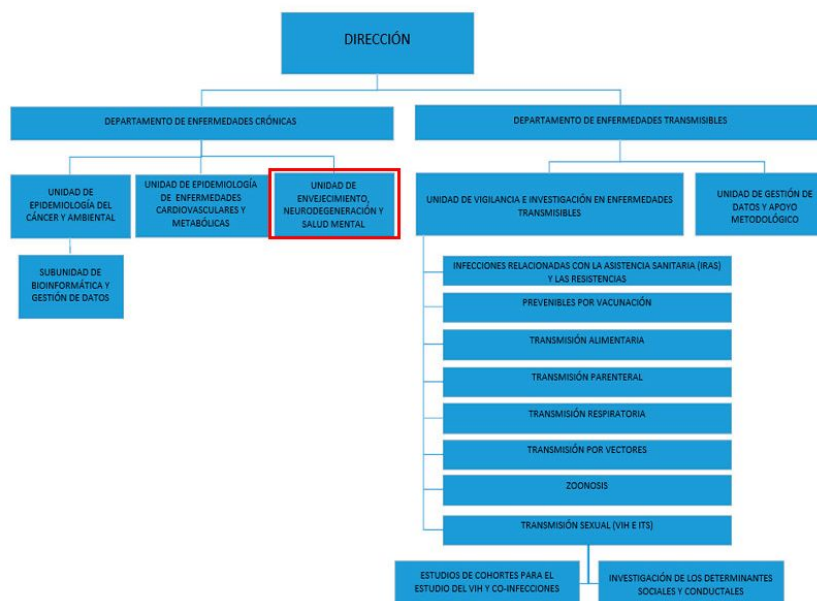 DIRECCIÓN
DEPARTAMENTO DE ENFERMEDADES CRÓNICAS
DEPARTAMENTO DE ENFERMEDADES TRANSMISIBLES
UNIDAD DE
EPIDEMIOLOGÍA DEL
CÁNCER Y AMBIENTAL
UNIDAD DE EPIDEMIOLOGÍA
DE ENFERMEDADES
CARDIOVASCULARES Y
METABÓLICAS
UNIDAD DE
ENVEJECIMIENTO,
NEURODEGENERACIÓN Y
SALUD MENTAL
UNIDAD DE VIGILANCIA E INVESTIGACIÓN EN ENFERMEDADES
TRANSMISIBLES
UNIDAD DE GESTIÓN DE
DATOS Y APOYO
METODOLÓGICO
SUBUNIDAD DE
BIOINFORMÁTICA Y
GESTIÓN DE DATOS
INFECCIONES RELACIONADAS CON LA ASISTENCIA SANITARIA (IRAS)
Y LAS RESISTENCIAS
PREVENIBLES POR VACUNACIÓN
TRANSMISIÓN ALIMENTARIA
TRANSMISIÓN PARENTERAL
TRANSMISIÓN RESPIRATORIA
TRANSMISIÓN POR VECTORES
ZOONOSIS
TRANSMISIÓN SEXUAL (VIH E ITS)
ESTUDIOS DE COHORTES PARA EL
ESTUDIO DEL VIH Y CO-INFECCIONES
INVESTIGACIÓN DE LOS DETERMINANTES
SOCIALES Y CONDUCTALES